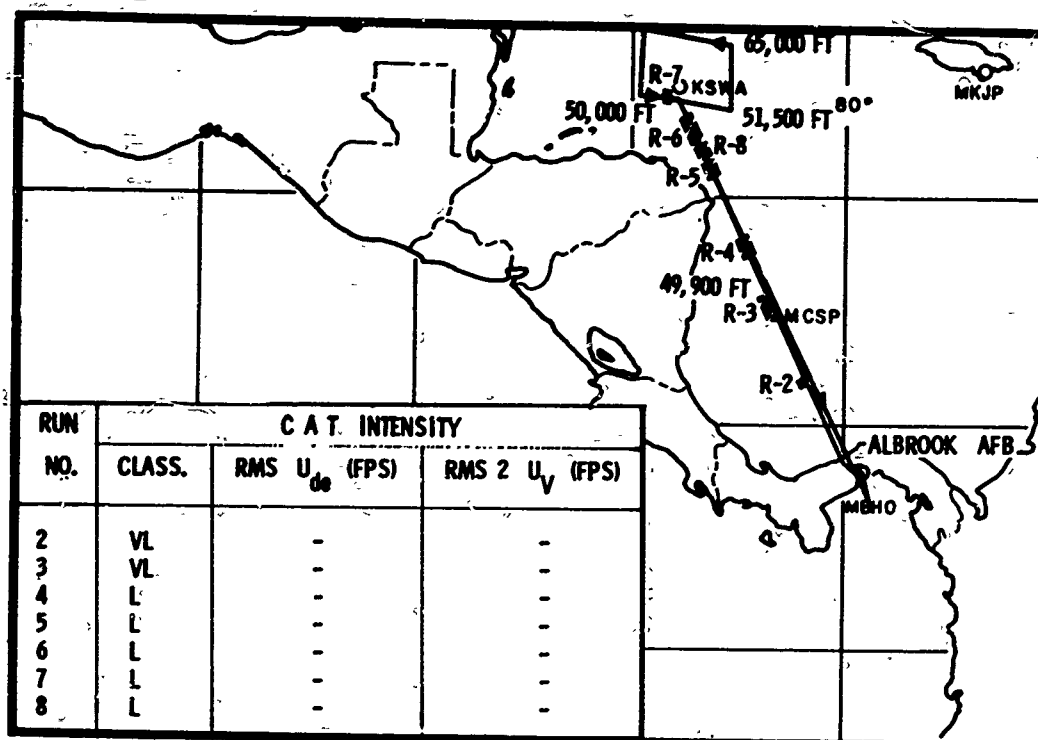 65,000 FT
R-7
KSWA
MKJP
50,000 FT
51,500 FT
80°
R-6
R-8
R-5
R-4
49,900 FT
R-3
MCSP
R-2
ALBROOK AFB
RUN NO.
C A T INTENSITY
CLASS. RMS U_de (FPS) RMS 2 U_V (FPS)
2 VL - -
3 VL - -
4 L - -
5 L - -
6 L - -
7 L - -
8 L - -